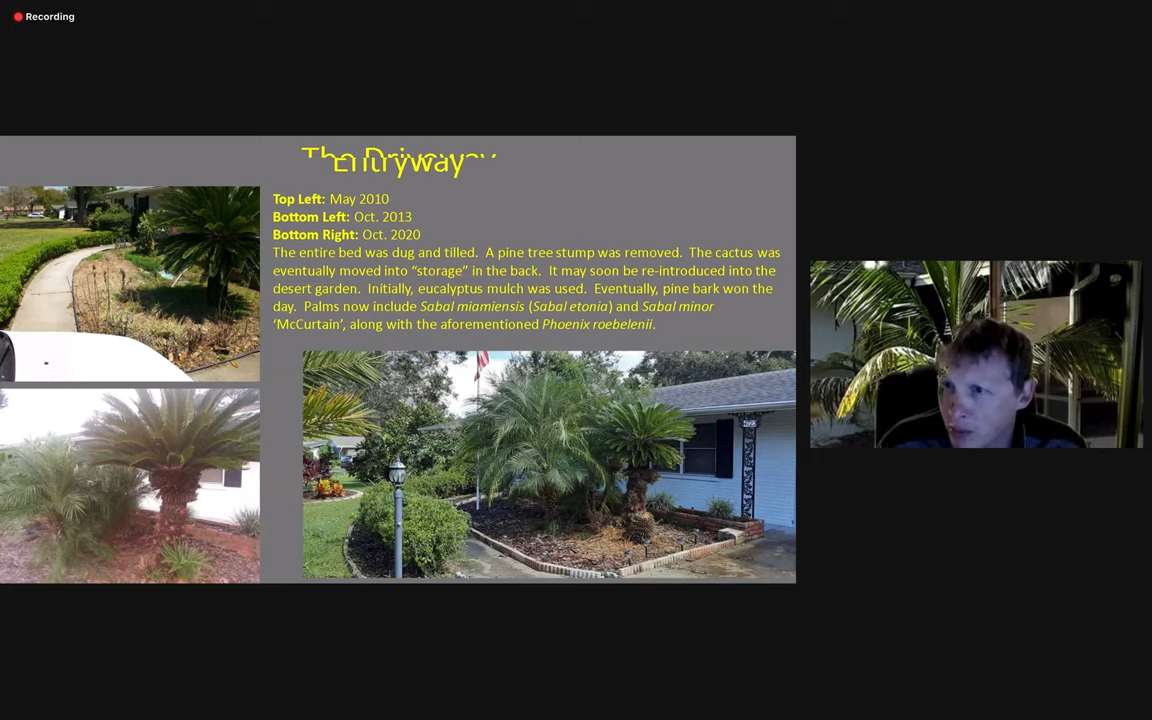 Recording
The Driveway
Entryway
Top Left: May 2010
Bottom Left: Oct. 2013
Bottom Right: Oct. 2020
The entire bed was dug and tilled.  A pine tree stump was removed.  The cactus was
eventually moved into “storage” in the back.  It may soon be re-introduced into the
desert garden.  Initially, eucalyptus mulch was used.  Eventually, pine bark won the
day.  Palms now include Sabal miamiensis (Sabal etonia) and Sabal minor
‘McCurtain’, along with the aforementioned Phoenix roebelenii.